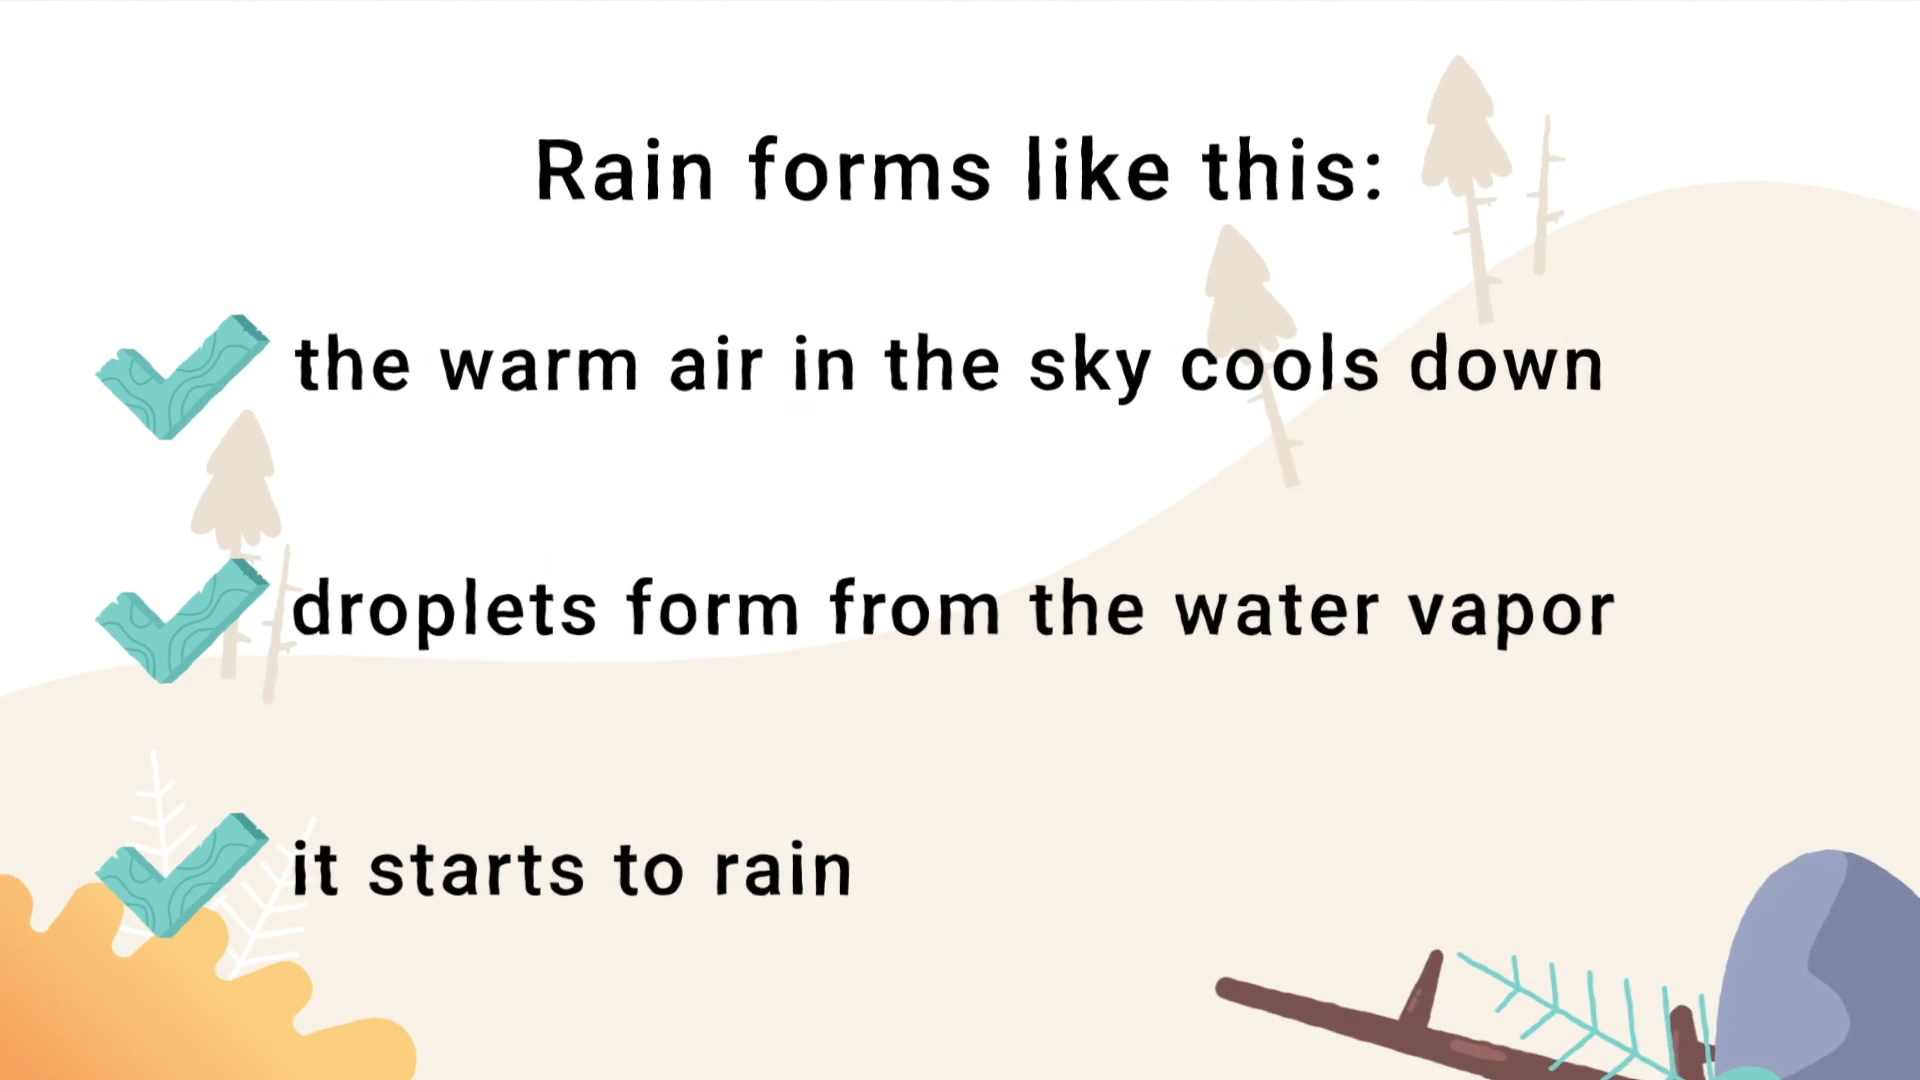 Rain forms like this:
the warm air in the sky cools down
droplets form from the water vapor
it starts to rain